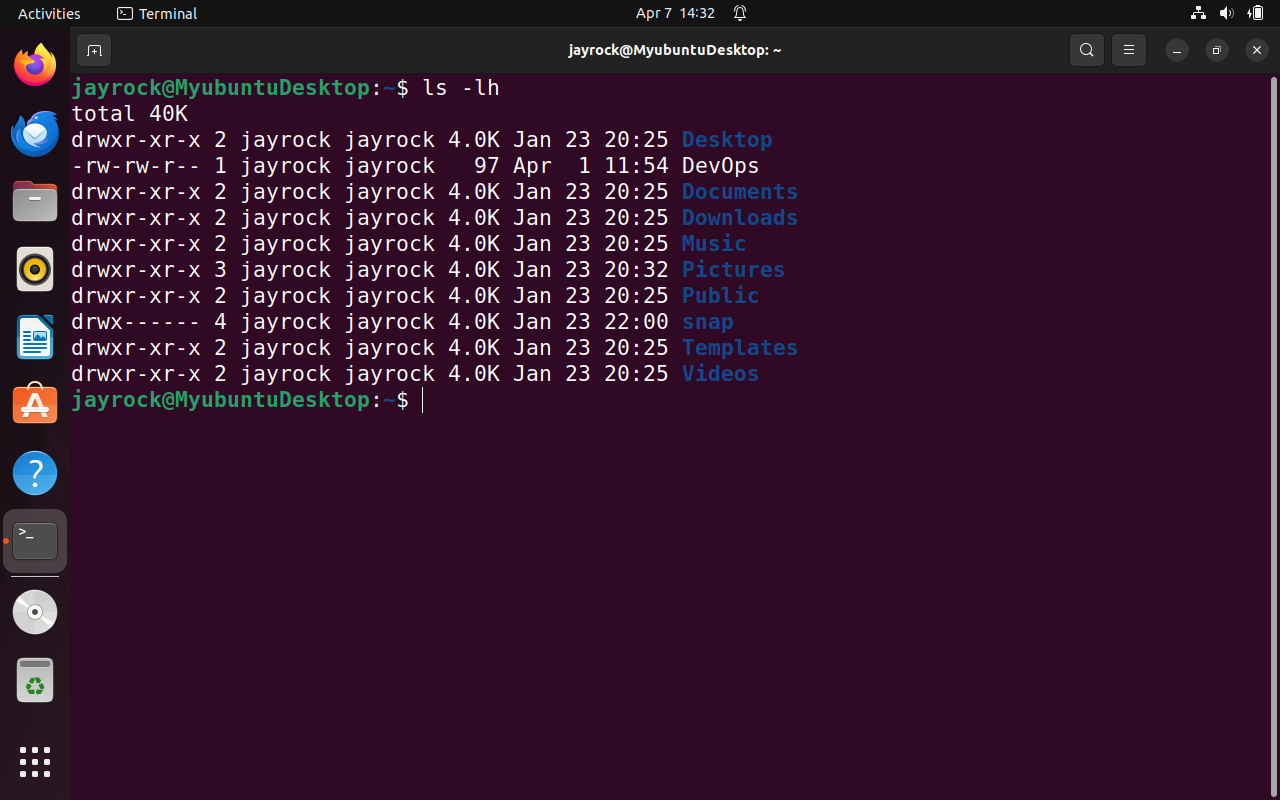 Activities Terminal Apr 7 14:32
jayrock@MyubuntuDesktop: ~
jayrock@MyubuntuDesktop:~$ ls -lh
total 40K
drwxr-xr-x 2 jayrock jayrock 4.0K Jan 23 20:25 Desktop
-rw-rw-r-- 1 jayrock jayrock   97 Apr  1 11:54 DevOps
drwxr-xr-x 2 jayrock jayrock 4.0K Jan 23 20:25 Documents
drwxr-xr-x 2 jayrock jayrock 4.0K Jan 23 20:25 Downloads
drwxr-xr-x 2 jayrock jayrock 4.0K Jan 23 20:25 Music
drwxr-xr-x 3 jayrock jayrock 4.0K Jan 23 20:32 Pictures
drwxr-xr-x 2 jayrock jayrock 4.0K Jan 23 20:25 Public
drwx------ 4 jayrock jayrock 4.0K Jan 23 22:00 snap
drwxr-xr-x 2 jayrock jayrock 4.0K Jan 23 20:25 Templates
drwxr-xr-x 2 jayrock jayrock 4.0K Jan 23 20:25 Videos
jayrock@MyubuntuDesktop:~$